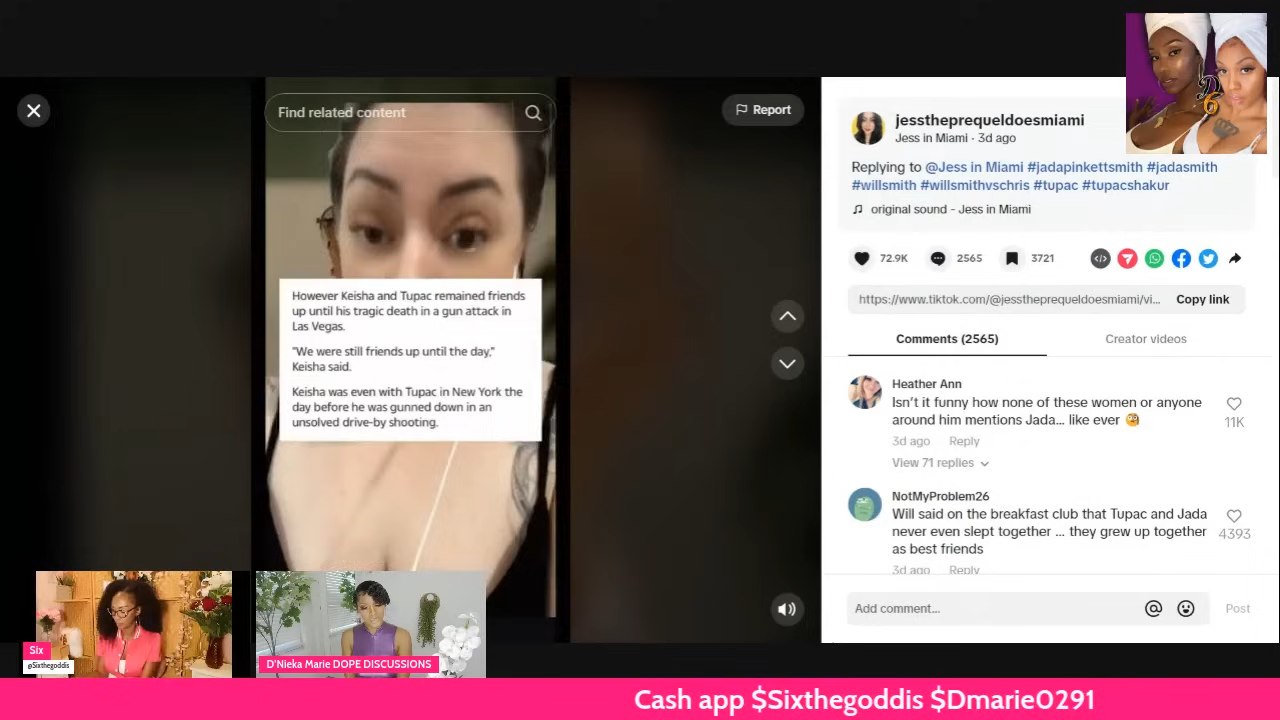 Find related content
Report
However Keisha and Tupac remained friends
up until his tragic death in a gun attack in
Las Vegas.
"We were still friends up until the day,"
Keisha said.
Keisha was even with Tupac in New York the
day before he was gunned down in an
unsolved drive-by shooting.
jesstheprequeldoesmiami
Jess in Miami · 3d ago
Replying to @Jess in Miami #jadapinkettsmith #jadasmith
#willsmith #willsmithvschris #tupac #tupacshakur
original sound - Jess in Miami
72.9K
2565
3721
https://www.tiktok.com/@jesstheprequeldoesmiami/vi...
Copy link
Comments (2565)
Creator videos
Heather Ann
Isn't it funny how none of these women or anyone
around him mentions Jada... like ever 🧐
11K
3d ago Reply
View 71 replies
NotMyProblem26
Will said on the breakfast club that Tupac and Jada
never even slept together ... they grew up together
as best friends
4393
3d ago Reply
Add comment...
Post
D
6
Six
@Sixthegoddis
D'Nieka Marie DOPE DISCUSSIONS
Cash app $Sixthegoddis $Dmarie0291